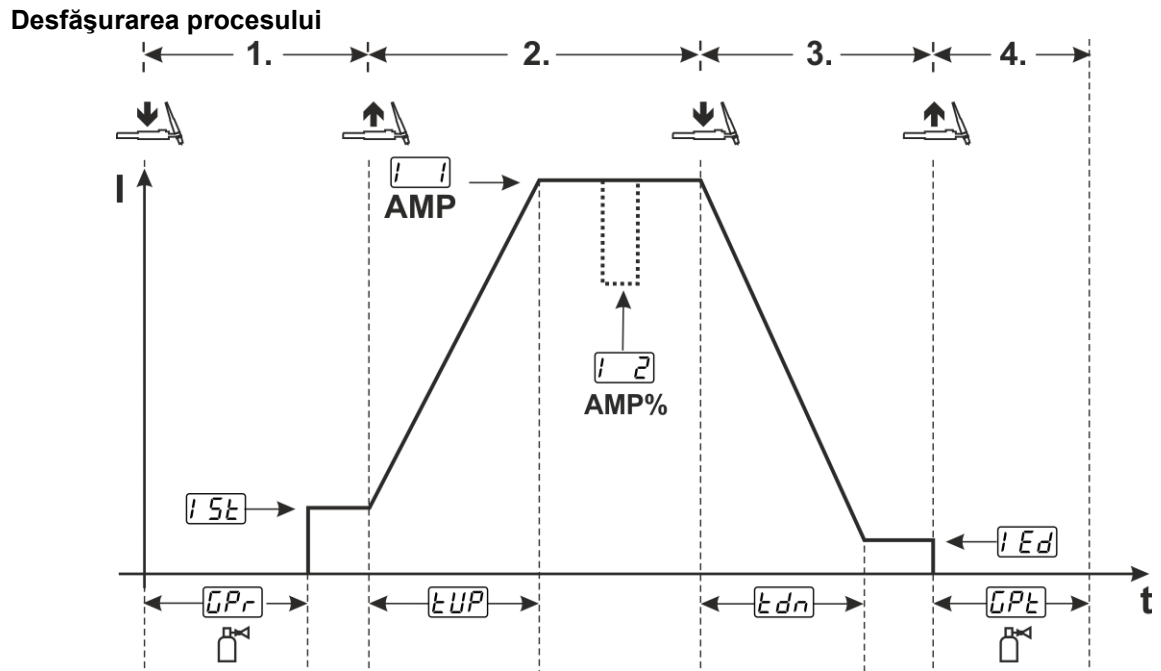 Desfăşurarea procesului
1. 2. 3. 4.
I
I 1
AMP
I 2
AMP%
I St
I Ed
GPr tUP tdn GPt
t